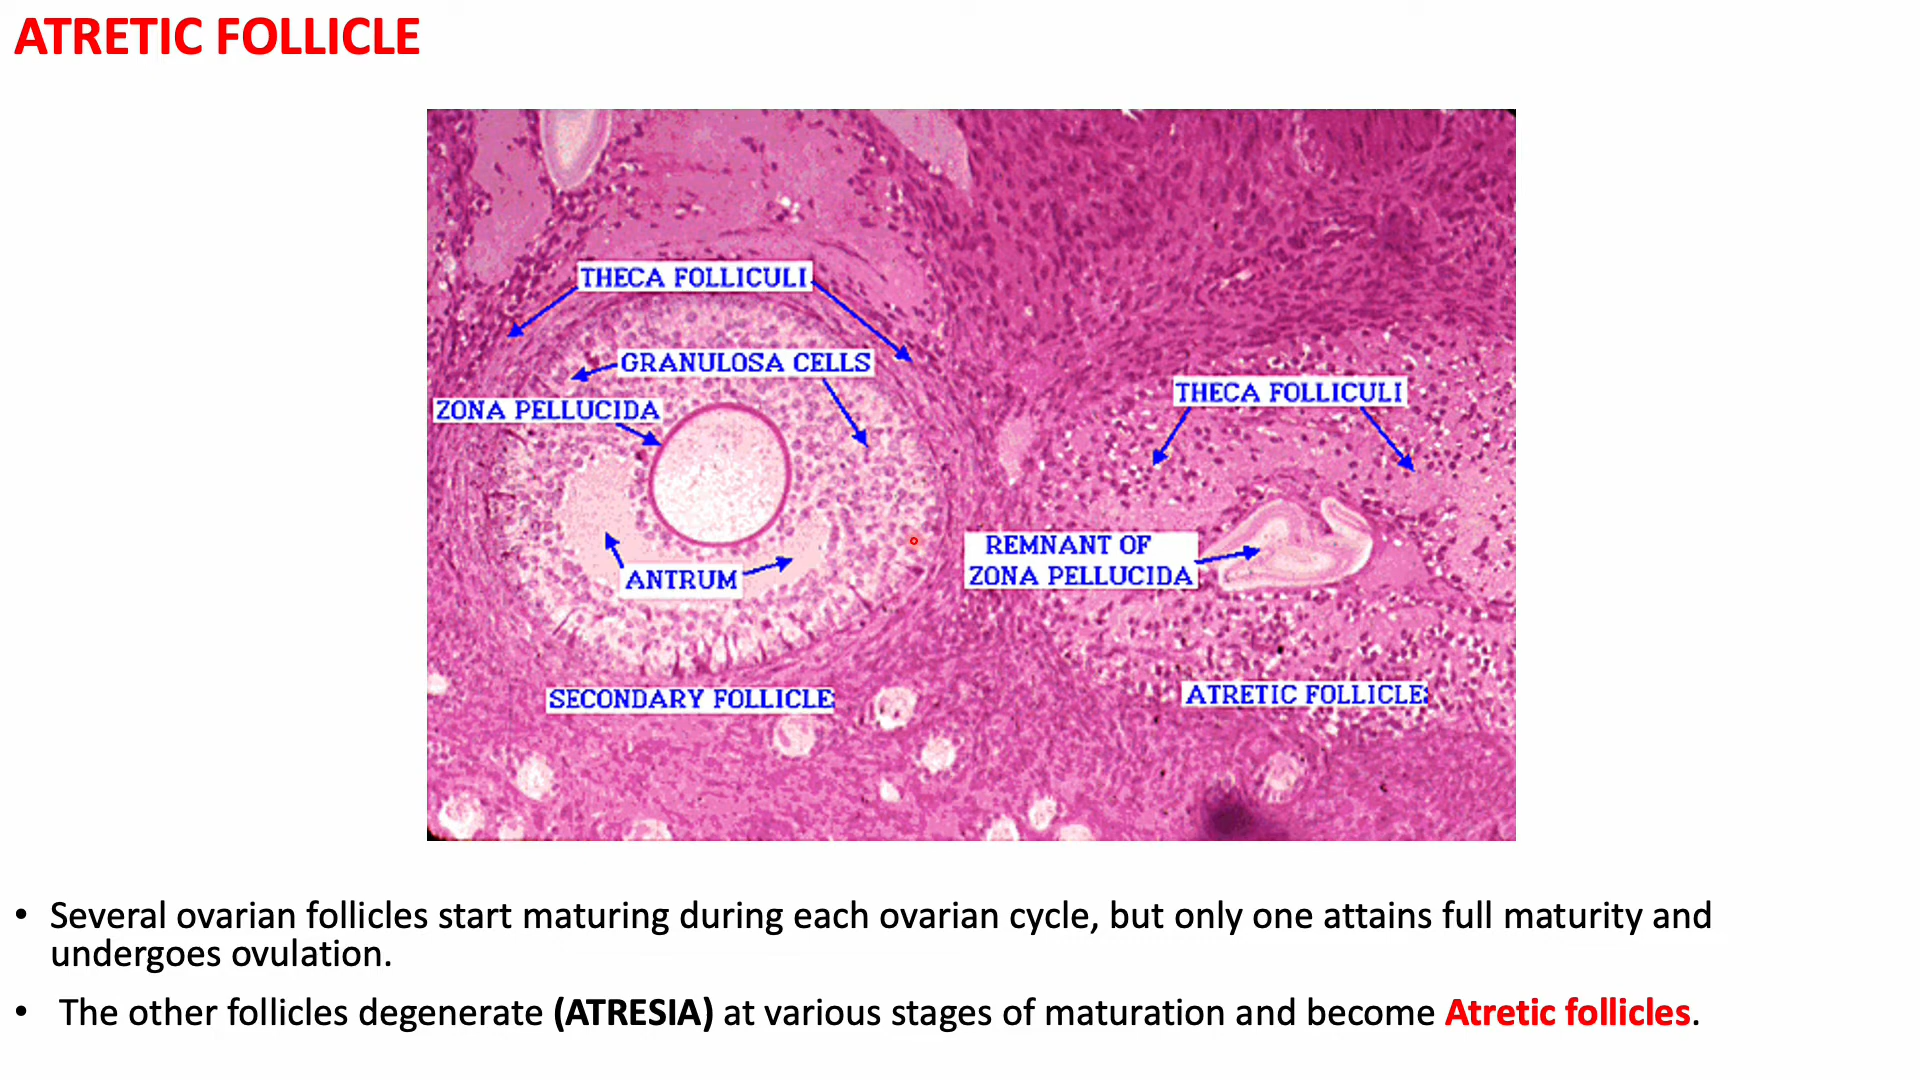 ATRETIC FOLLICLE
THECA FOLLICULI
GRANULOSA CELLS
ZONA PELLUCIDA
THECA FOLLICULI
REMNANT OF
ZONA PELLUCIDA
ANTRUM
SECONDARY FOLLICLE
ATRETIC FOLLICLE
• Several ovarian follicles start maturing during each ovarian cycle, but only one attains full maturity and
undergoes ovulation.
• The other follicles degenerate (ATRESIA) at various stages of maturation and become Atretic follicles.